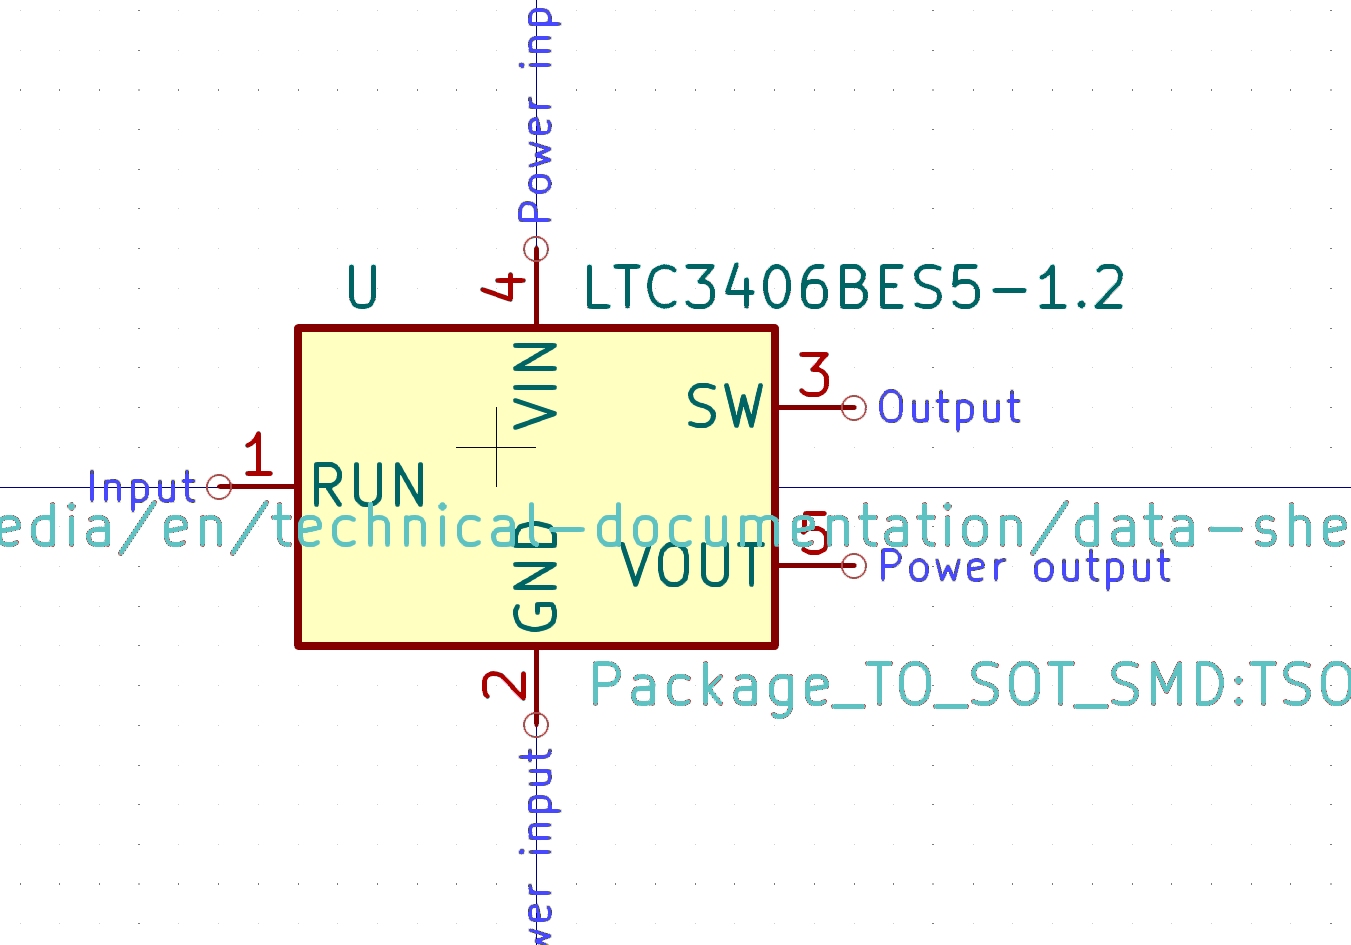 Power inp
U
4
LTC3406BES5-1.2
VIN
3
SW
Output
1
Input
RUN
edia/en/technical-documentation/data-she
5
GND
VOUT
Power output
2
Package_TO_SOT_SMD:TSO
wer input